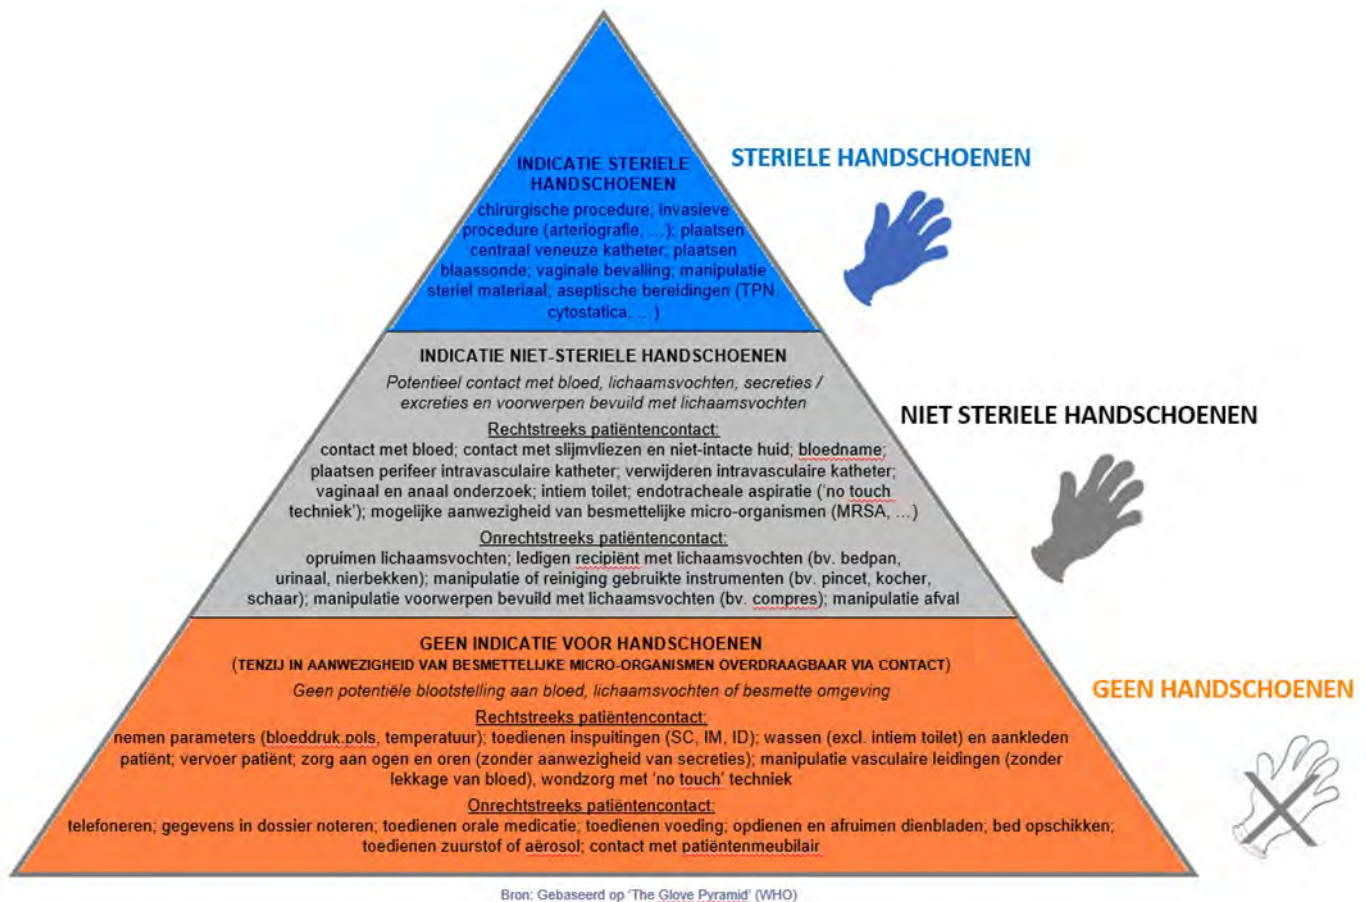 INDICATIE STERIELE
HANDSCHOENEN
chirurgische procedure; invasieve
procedure (arteriografie, ...); plaatsen
centraal veneuze katheter; plaatsen
blaassonde; vaginale bevalling; manipulatie
steriel materiaal; aseptische bereidingen (TPN,
cytostatica, ...)
STERIELE HANDSCHOENEN
INDICATIE NIET-STERIELE HANDSCHOENEN
Potentieel contact met bloed, lichaamsvochten, secreties /
excreties en voorwerpen bevuild met lichaamsvochten
Rechtstreeks patiëntencontact:
contact met bloed; contact met slijmvliezen en niet-intacte huid; bloedname;
plaatsen perifeer intravasculaire katheter; verwijderen intravasculaire katheter;
vaginaal en anaal onderzoek; intiem toilet; endotracheale aspiratie (‘no touch
techniek’); mogelijke aanwezigheid van besmettelijke micro-organismen (MRSA, …)
Onrechtstreeks patiëntencontact:
opruimen lichaamsvochten; ledigen recipiënt met lichaamsvochten (bv. bedpan,
urinaal, nierbekken); manipulatie of reiniging gebruikte instrumenten (bv. pincet, kocher,
schaar); manipulatie voorwerpen bevuild met lichaamsvochten (bv. compres); manipulatie afval
NIET STERIELE HANDSCHOENEN
GEEN INDICATIE VOOR HANDSCHOENEN
(TENZIJ IN AANWEZIGHEID VAN BESMETTELIJKE MICRO-ORGANISMEN OVERDRAAGBAAR VIA CONTACT)
Geen potentiële blootstelling aan bloed, lichaamsvochten of besmette omgeving
Rechtstreeks patiëntencontact:
nemen parameters (bloeddruk.pols, temperatuur); toedienen inspuitingen (SC, IM, ID); wassen (excl. intiem toilet) en aankleden
patiënt; vervoer patiënt; zorg aan ogen en oren (zonder aanwezigheid van secreties); manipulatie vasculaire leidingen (zonder
lekkage van bloed), wondzorg met ‘no touch’ techniek
Onrechtstreeks patiëntencontact:
telefoneren; gegevens in dossier noteren; toedienen orale medicatie; toedienen voeding; opdienen en afruimen dienbladen; bed opschikken;
toedienen zuurstof of aërosol; contact met patiëntenmeubilair
GEEN HANDSCHOENEN
Bron: Gebaseerd op ‘The Glove Pyramid’ (WHO)